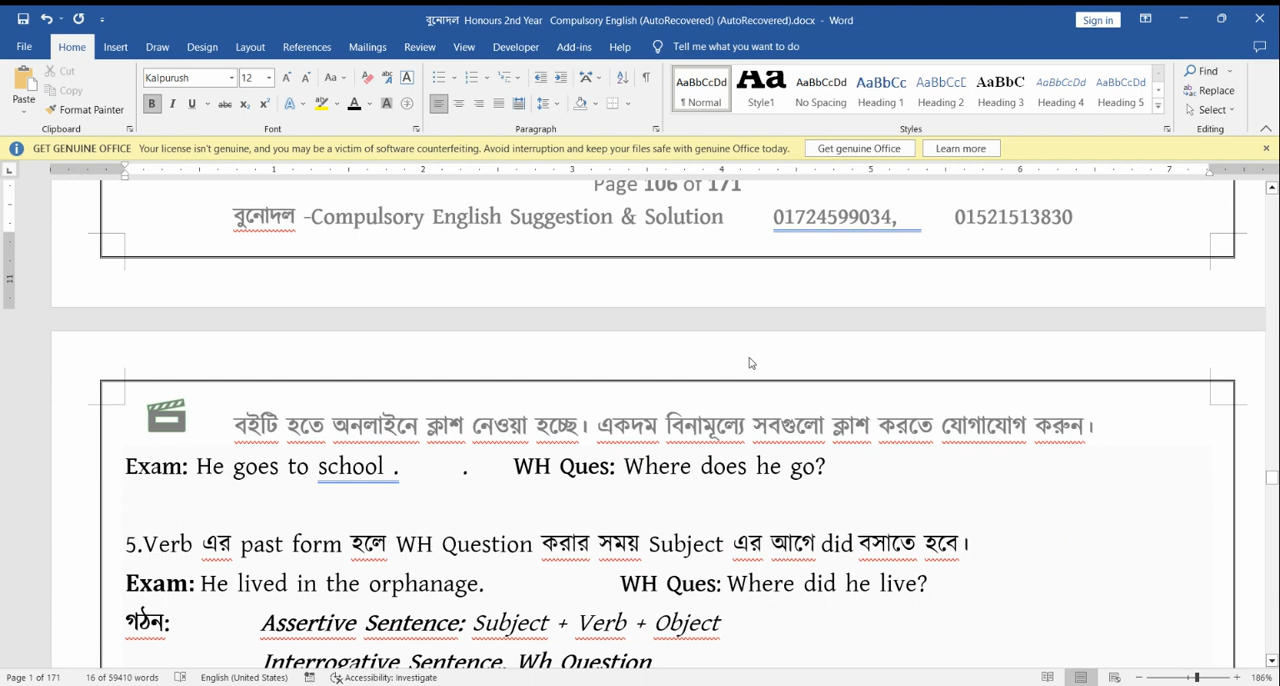 বুনোদল Honours 2nd Year Compulsory English (AutoRecovered) (AutoRecovered).docx - Word
Sign in
File Home Insert Draw Design Layout References Mailings Review View Developer Add-ins Help Tell me what you want to do
Paste
Cut
Copy
Format Painter
Clipboard
Kalpurush 12
Font
Paragraph
AaBbCcDd AaBbCcDd AaBbCc AaBbCcC AaBbC AaBbCcDd AaBbCcDd
¶ Normal Style1 No Spacing Heading 1 Heading 2 Heading 3 Heading 4 Heading 5
Styles
Find
Replace
Select
Editing
GET GENUINE OFFICE Your license isn't genuine, and you may be a victim of software counterfeiting. Avoid interruption and keep your files safe with genuine Office today. Get genuine Office Learn more
1 2 3 4 5 6 7
Page 106 of 171
বুনোদল -Compulsory English Suggestion & Solution 01724599034, 01521513830
11
বইটি হতে অনলাইনে ক্লাশ নেওয়া হচ্ছে। একদম বিনামূল্যে সবগুলো ক্লাশ করতে যোগাযোগ করুন।
Exam: He goes to school . . WH Ques: Where does he go?
5.Verb এর past form হলে WH Question করার সময় Subject এর আগে did বসাতে হবে।
Exam: He lived in the orphanage. WH Ques: Where did he live?
গঠন: Assertive Sentence: Subject + Verb + Object
Interrogative Sentence. Wh Question
Page 1 of 171 16 of 59410 words English (United States) Accessibility: Investigate 186%